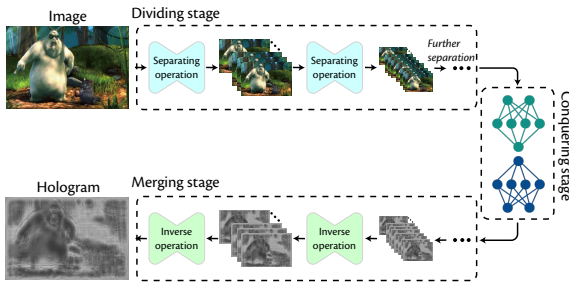 Image
Dividing stage
Separating
operation
Separating
operation
Further
separation
Conquering stage
Hologram
Merging stage
Inverse
operation
Inverse
operation